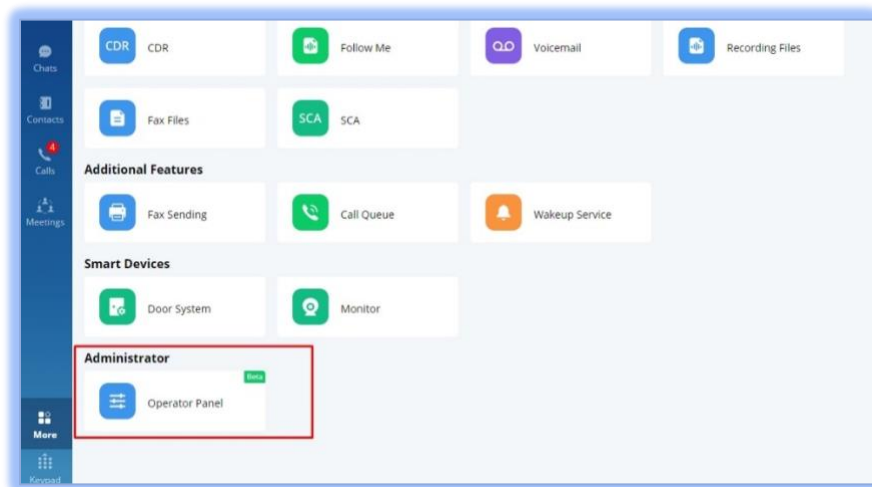 Chats
Contacts
4
Calls
Meetings
More
Keypad
CDR CDR
Follow Me
Voicemail
Recording Files
Fax Files
SCA SCA
Additional Features
Fax Sending
Call Queue
Wakeup Service
Smart Devices
Door System
Monitor
Administrator
Beta
Operator Panel